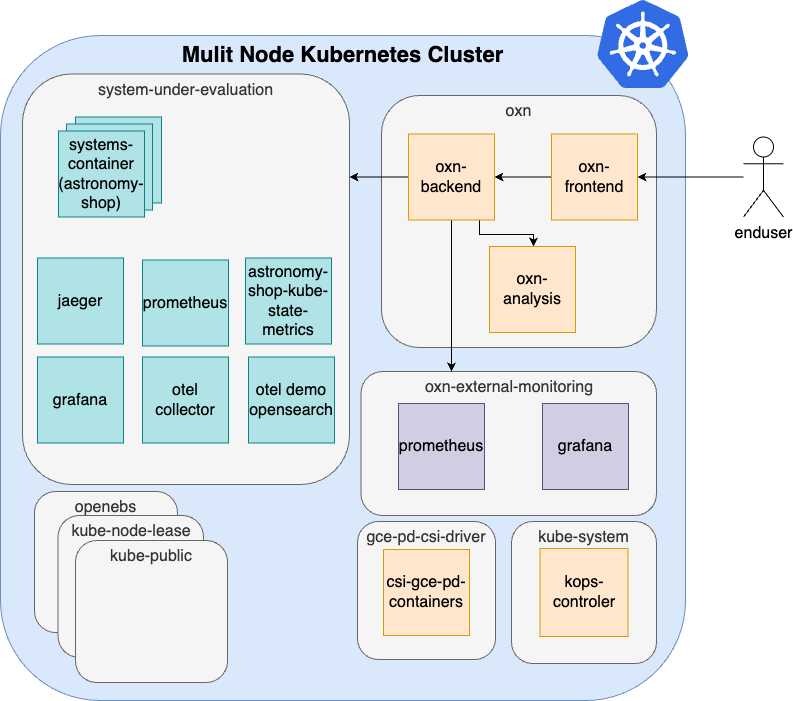 Mulit Node Kubernetes Cluster
system-under-evaluation
systems-
container
(astronomy-
shop)
jaeger
prometheus
astronomy-
shop-kube-
state-
metrics
grafana
otel
collector
otel demo
opensearch
oxn
oxn-
backend
oxn-
frontend
oxn-
analysis
enduser
oxn-external-monitoring
prometheus
grafana
openebs
kube-node-lease
kube-public
gce-pd-csi-driver
csi-gce-pd-
containers
kube-system
kops-
controler